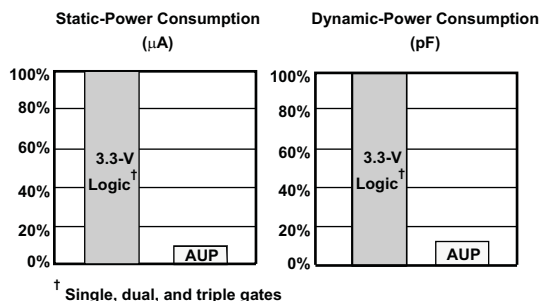 Static-Power Consumption
(μA)
100%
80%
60%
40%
20%
0%
3.3-V
Logic†
AUP
Dynamic-Power Consumption
(pF)
100%
80%
60%
40%
20%
0%
3.3-V
Logic†
AUP
† Single, dual, and triple gates